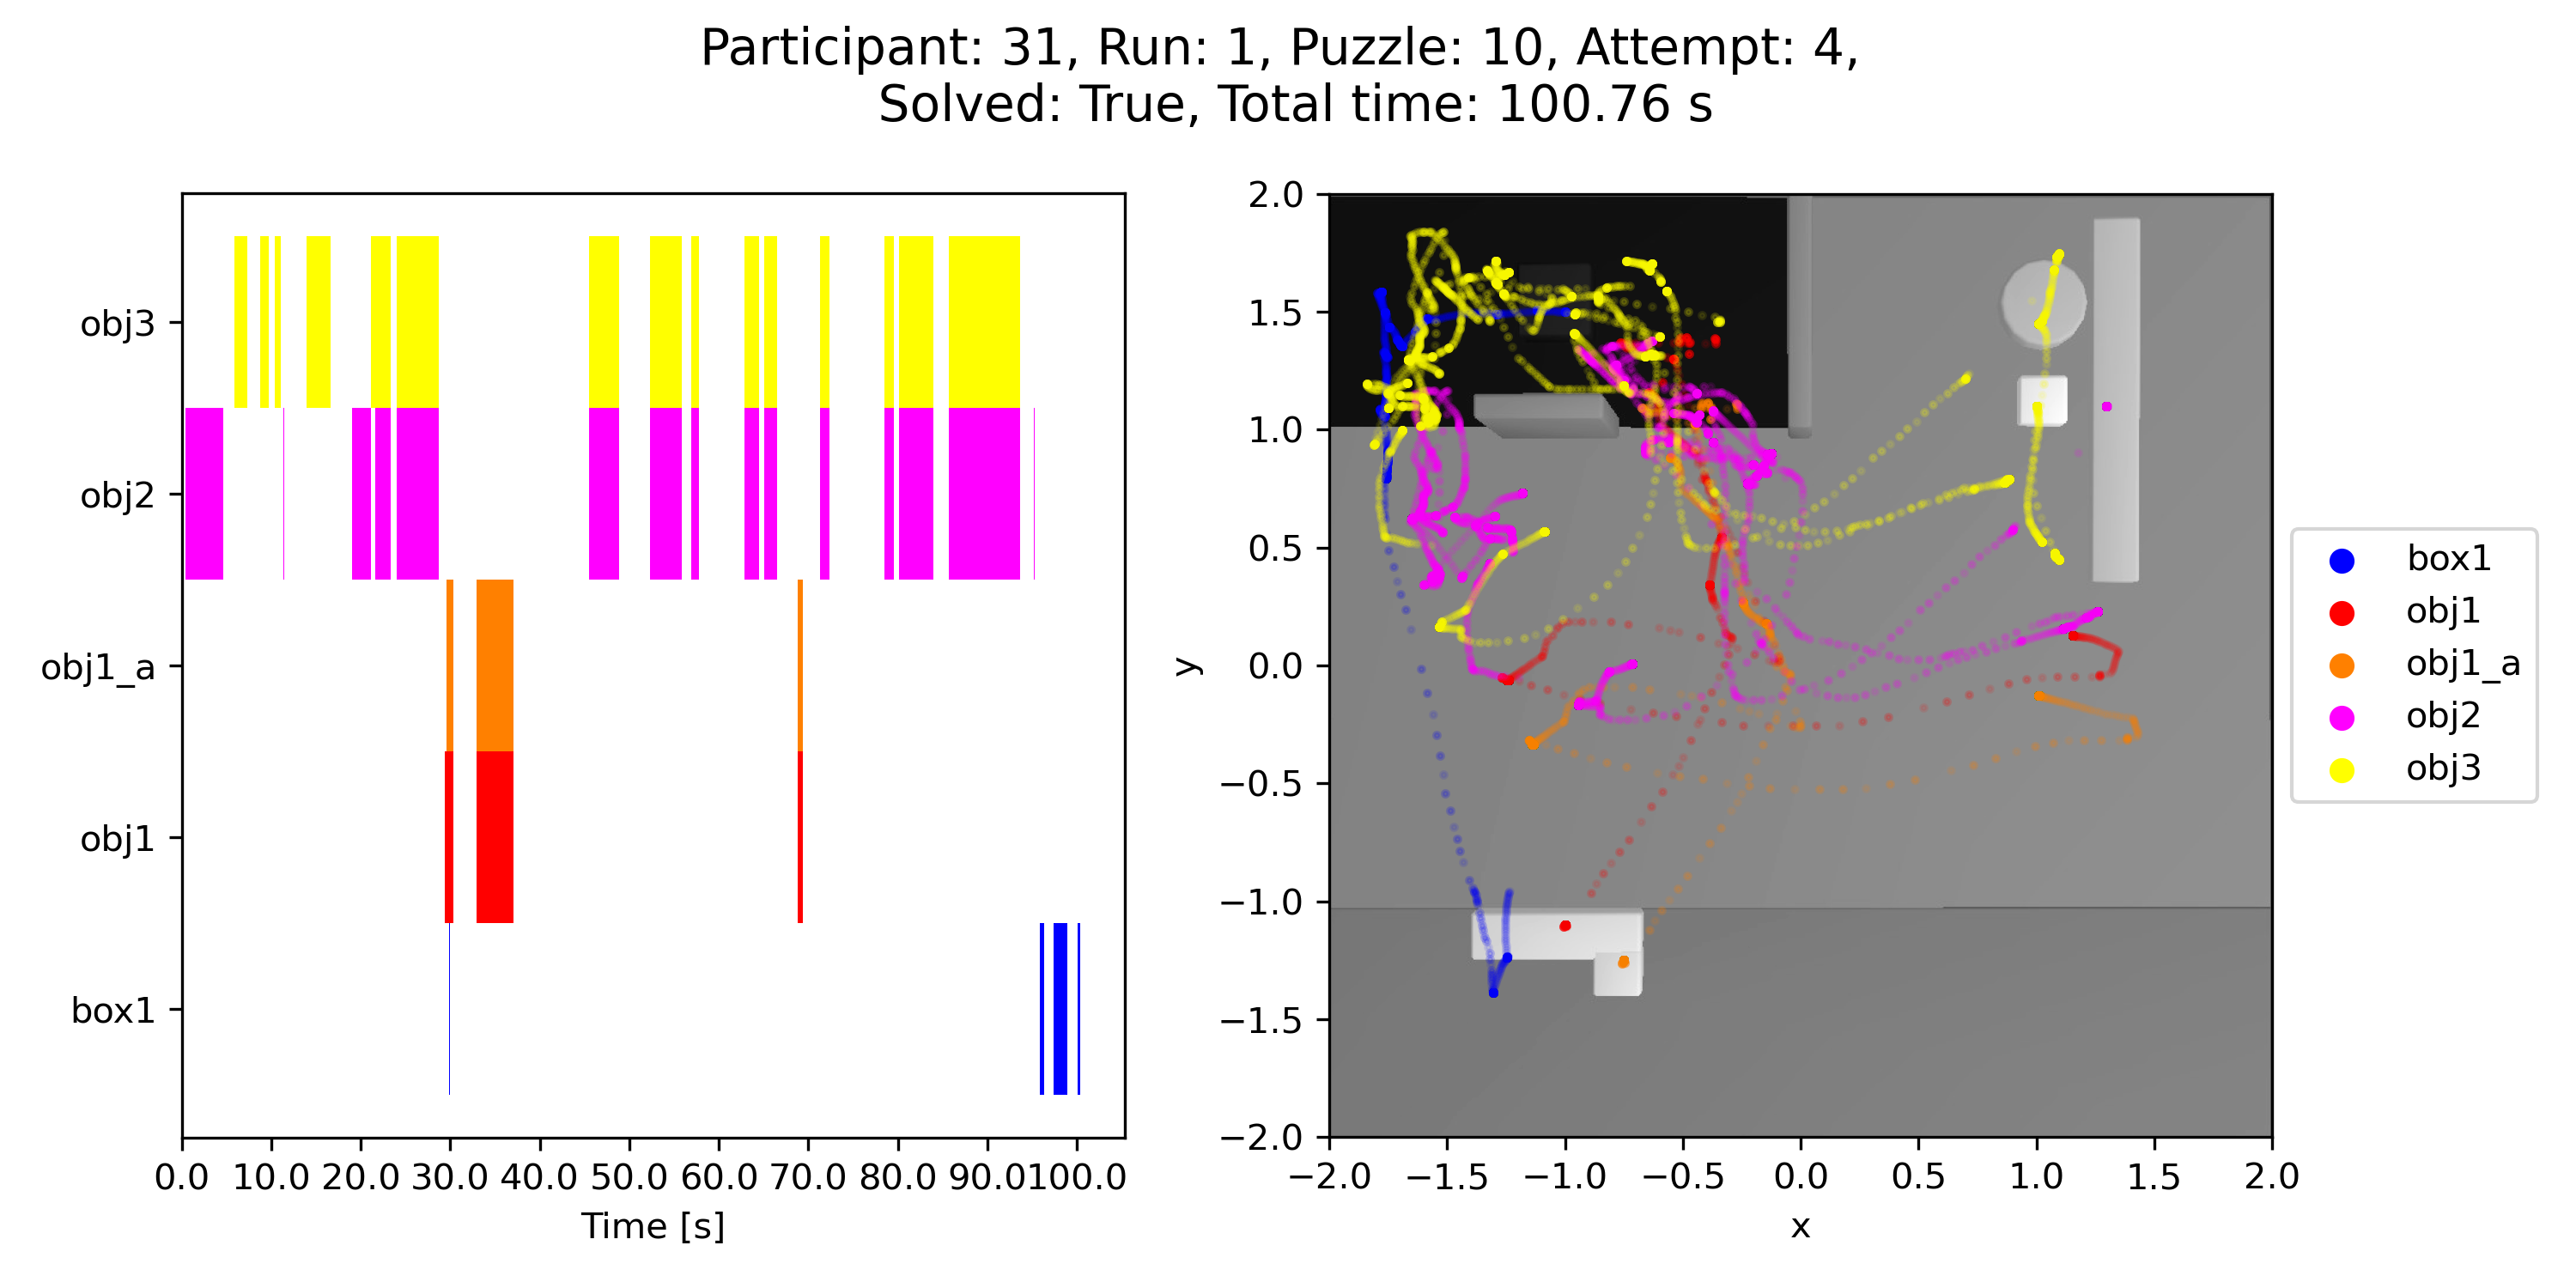 Participant: 31, Run: 1, Puzzle: 10, Attempt: 4,
Solved: True, Total time: 100.76 s
obj3
obj2
obj1_a
obj1
box1
0.0 10.0 20.0 30.0 40.0 50.0 60.0 70.0 80.0 90.0100.0
Time [s]
2.0
1.5
1.0
0.5
0.0
−0.5
−1.0
−1.5
−2.0
y
−2.0 −1.5 −1.0 −0.5 0.0 0.5 1.0 1.5 2.0
x
box1
obj1
obj1_a
obj2
obj3